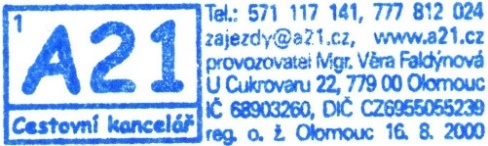 1
A21
Cestovní kancelář
Tel.: 571 117 141, 777 812 024
zajezdy@a21.cz, www.a21.cz
provozovatel Mgr. Věra Faldýnová
U Cukrovaru 22, 779 00 Olomouc
IČ 68903260, DIČ CZ6955055239
reg. o. ž. Olomouc 16. 8. 2000